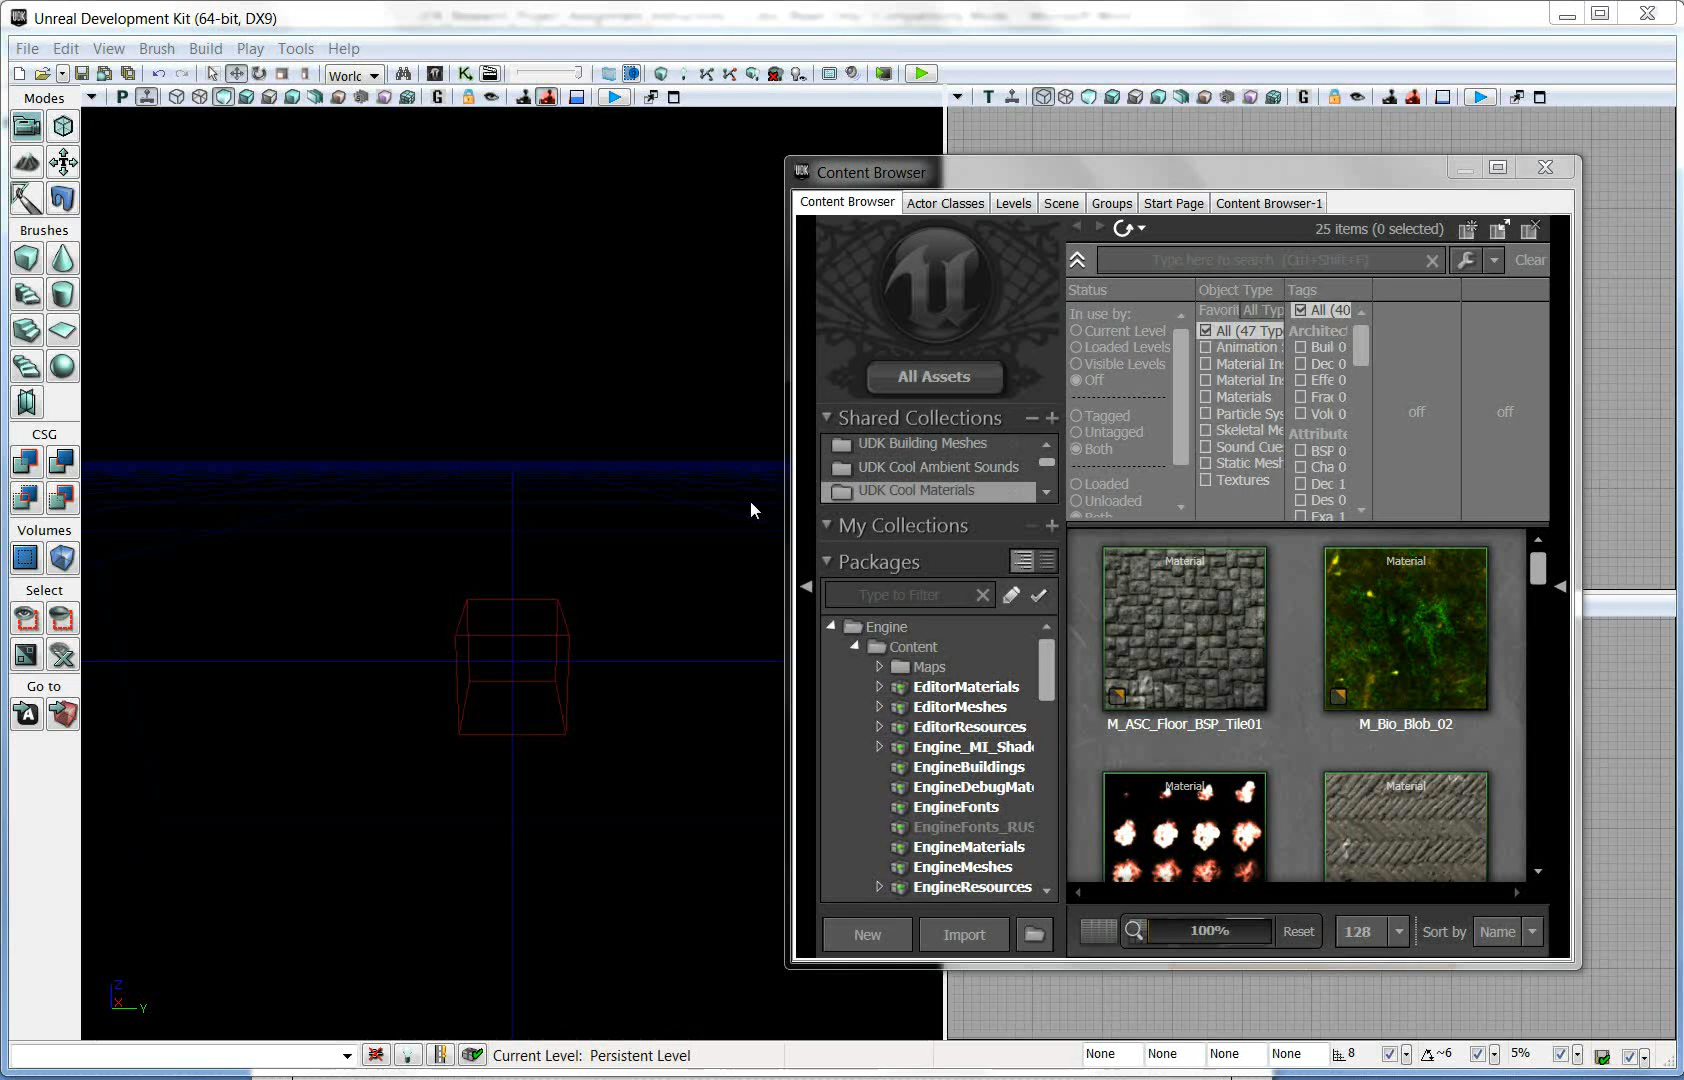 Unreal Development Kit (64-bit, DX9)
File Edit View Brush Build Play Tools Help
Worlc
Modes
P
G
T
G
Brushes
CSG
Volumes
Select
Go to
A
UDK Content Browser
Content Browser Actor Classes Levels Scene Groups Start Page Content Browser-1
25 items (0 selected)
Type here to search (Ctrl+Shift+F)
Clear
All Assets
Shared Collections
UDK Building Meshes
UDK Cool Ambient Sounds
UDK Cool Materials
My Collections
Packages
Type to Filter
Engine
Content
Maps
EditorMaterials
EditorMeshes
EditorResources
Engine_MI_Shad
EngineBuildings
EngineDebugMat
EngineFonts
EngineFonts_RUS
EngineMaterials
EngineMeshes
EngineResources
New Import
Status
In use by:
Current Level
Loaded Levels
Visible Levels
Off
Tagged
Untagged
Both
Loaded
Unloaded
Both
Object Type
Favori All Typ
All (47 Typ
Animation
Material In
Material In
Materials
Particle Sys
Skeletal Me
Sound Cue
Static Mesh
Textures
Tags
All (40
Architec
Buil 0
Dec 0
Effe 0
Frac 0
Volu 0
Attribute
BSP 0
Cha 0
Dec 1
Des 0
Exa 1
off
off
Material
M_ASC_Floor_BSP_Tile01
Material
M_Bio_Blob_02
Material
Material
100% Reset 128 Sort by Name
Z
X
Y
Current Level: Persistent Level
None None None None 8 ~6 5%